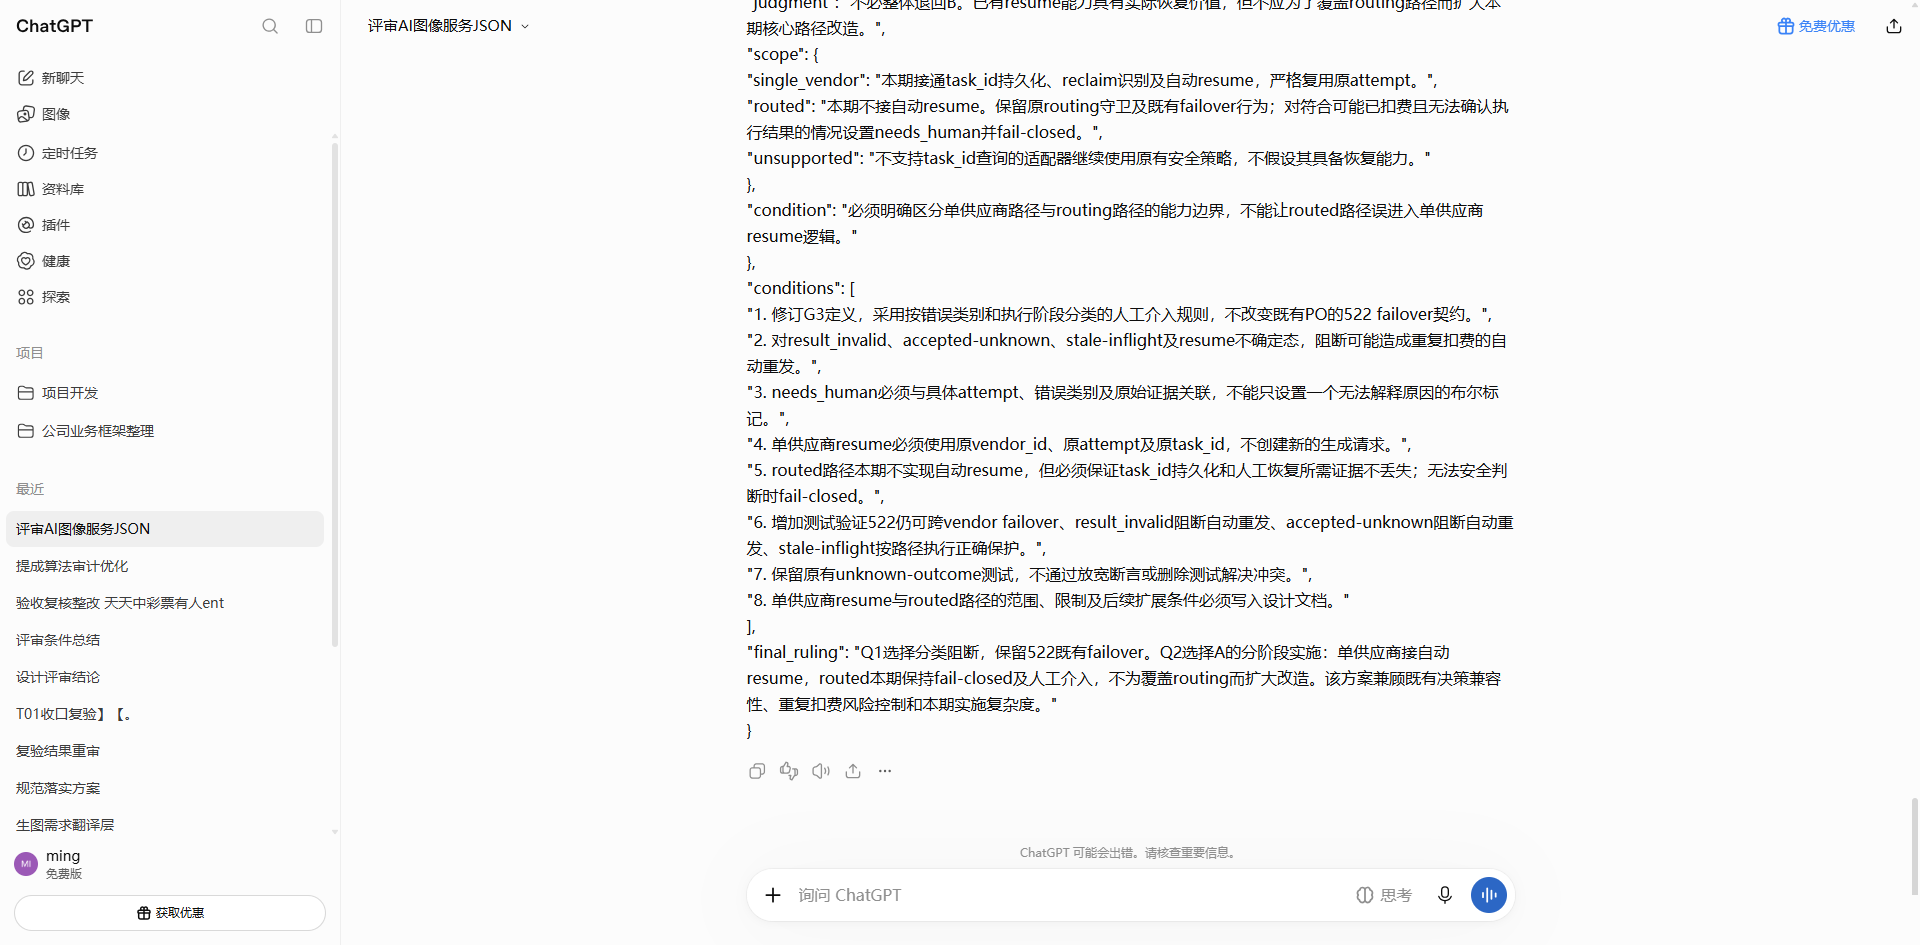 ChatGPT
新聊天
图像
定时任务
资料库
插件
健康
探索
项目
项目开发
公司业务框架整理
最近
评审AI图像服务JSON
提成算法审计优化
验收复核整改 天天中彩票有人ent
评审条件总结
设计评审结论
T01收口复验】【。
复验结果重审
规范落实方案
生图需求翻译层
MI
ming
免费版
获取优惠
评审AI图像服务JSON
免费优惠
"judgment": "不必整体退回B。已有resume能力具有实际恢复价值，但不应为了覆盖routing路径而扩大本
期核心路径改造。",
"scope": {
"single_vendor": "本期接通task_id持久化、reclaim识别及自动resume，严格复用原attempt。",
"routed": "本期不接自动resume。保留原routing守卫及既有failover行为；对符合可能已扣费且无法确认执
行结果的情况设置needs_human并fail-closed。",
"unsupported": "不支持task_id查询的适配器继续使用原有安全策略，不假设其具备恢复能力。"
},
"condition": "必须明确区分单供应商路径与routing路径的能力边界，不能让routed路径误进入单供应商
resume逻辑。"
},
"conditions": [
"1. 修订G3定义，采用按错误类别和执行阶段分类的人工介入规则，不改变既有PO的522 failover契约。",
"2. 对result_invalid、accepted-unknown、stale-inflight及resume不确定态，阻断可能造成重复扣费的自
动重发。",
"3. needs_human必须与具体attempt、错误类别及原始证据关联，不能只设置一个无法解释原因的布尔标
记。",
"4. 单供应商resume必须使用原vendor_id、原attempt及原task_id，不创建新的生成请求。",
"5. routed路径本期不实现自动resume，但必须保证task_id持久化和人工恢复所需证据不丢失；无法安全判
断时fail-closed。",
"6. 增加测试验证522仍可跨vendor failover、result_invalid阻断自动重发、accepted-unknown阻断自动重
发、stale-inflight按路径执行正确保护。",
"7. 保留原有unknown-outcome测试，不通过放宽断言或删除测试解决冲突。",
"8. 单供应商resume与routed路径的范围、限制及后续扩展条件必须写入设计文档。"
],
"final_ruling": "Q1选择分类阻断，保留522既有failover。Q2选择A的分阶段实施：单供应商接自动
resume，routed本期保持fail-closed及人工介入，不为覆盖routing而扩大改造。该方案兼顾既有决策兼容
性、重复扣费风险控制和本期实施复杂度。"
}
ChatGPT 可能会出错。请核查重要信息。
询问 ChatGPT
思考